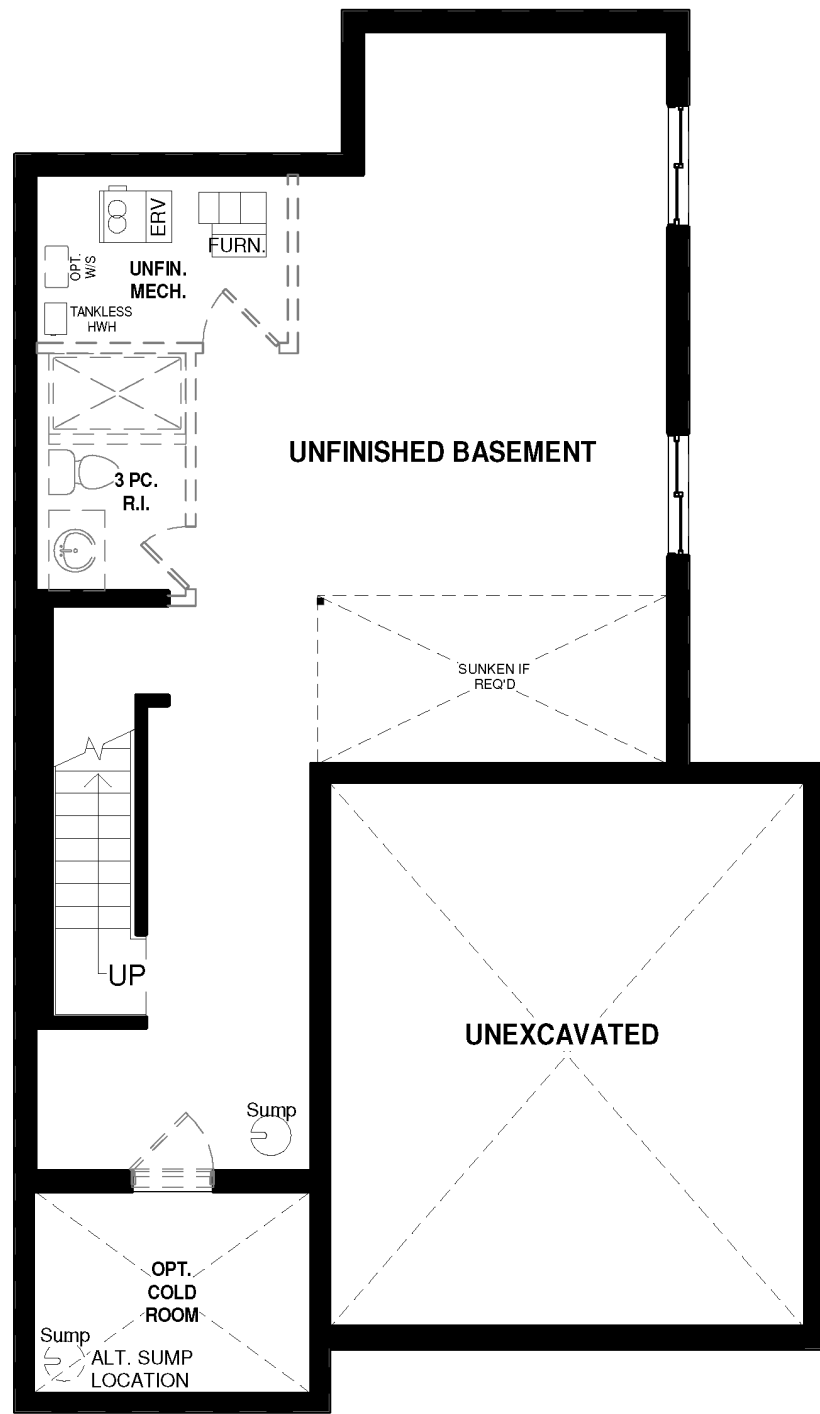 ERV
FURN.
OPT.
W/S
UNFIN.
MECH.
TANKLESS
HWH
UNFINISHED BASEMENT
3 PC.
R.I.
SUNKEN IF
REQ'D
UP
UNEXCAVATED
Sump
OPT.
COLD
ROOM
Sump
ALT. SUMP
LOCATION